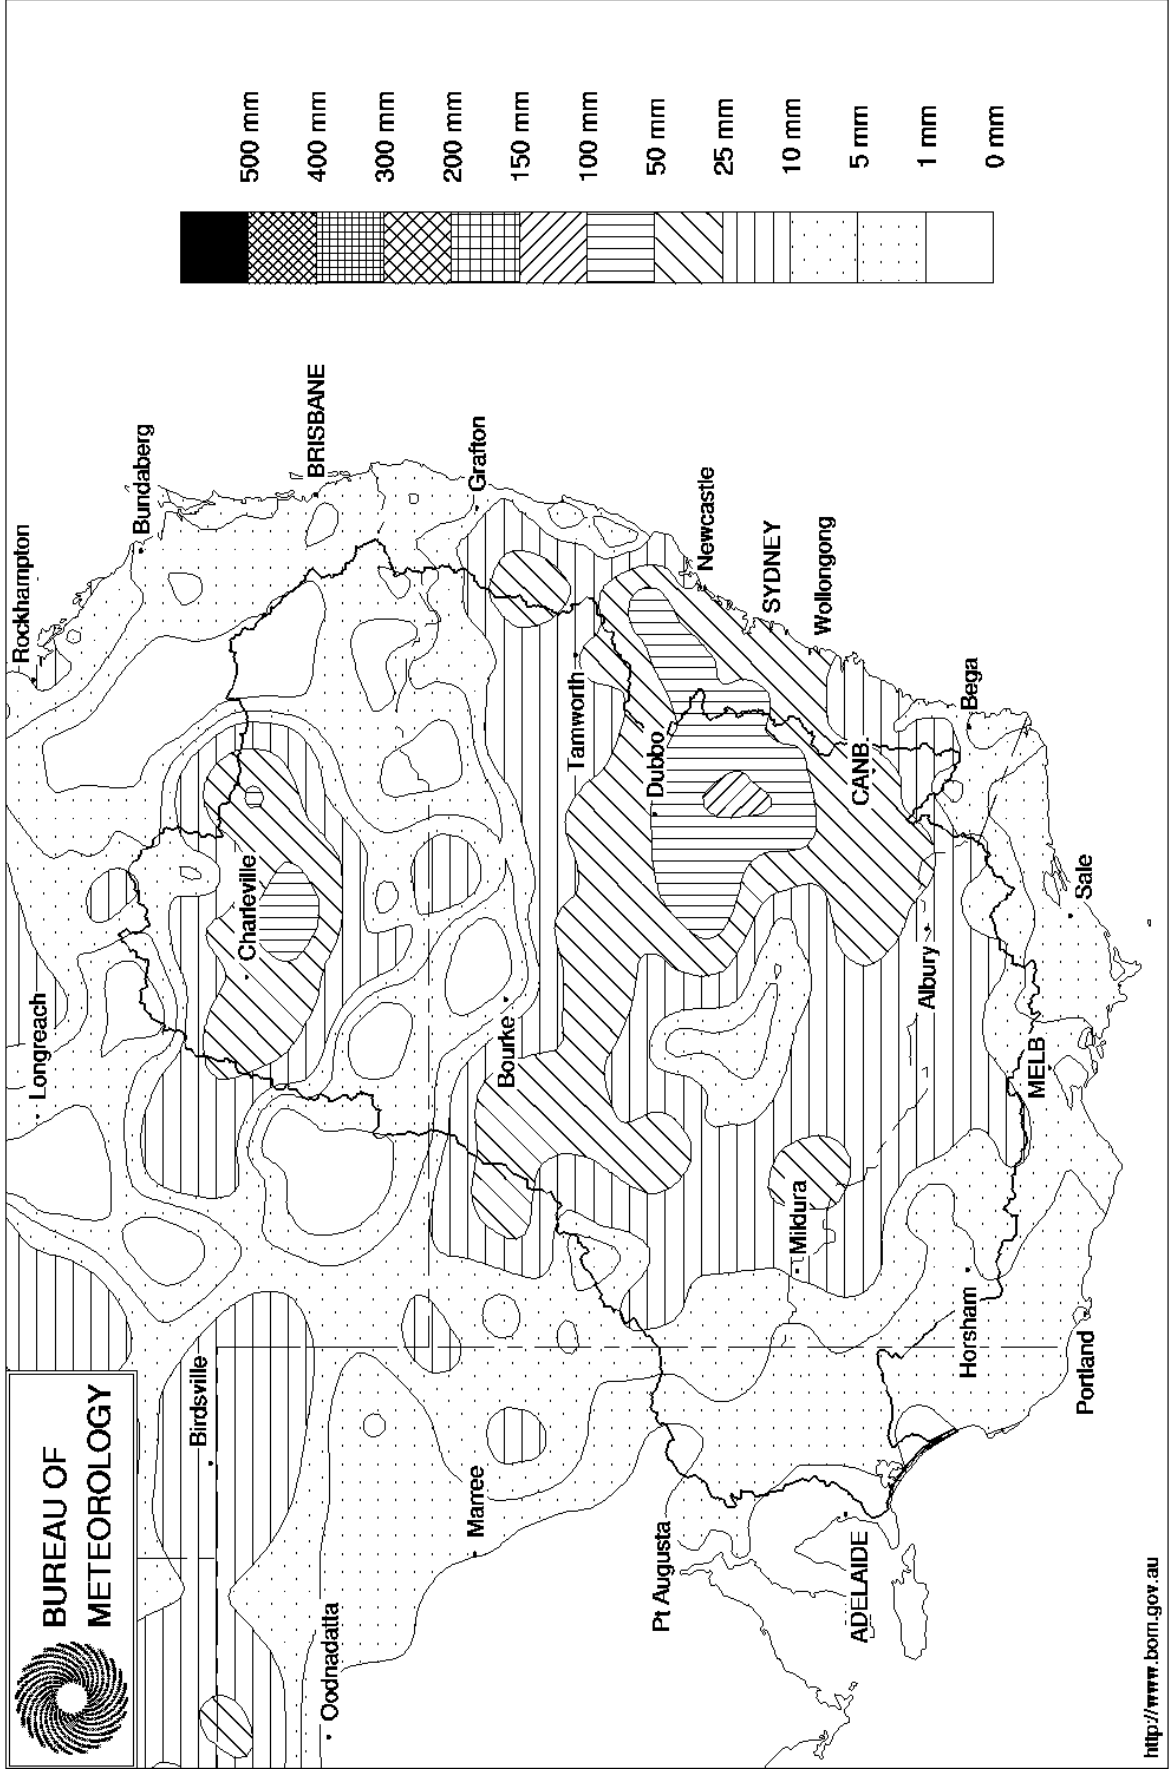 BUREAU OF
METEOROLOGY
500 mm
400 mm
300 mm
200 mm
150 mm
100 mm
50 mm
25 mm
10 mm
5 mm
1 mm
0 mm
Rockhampton
Longreach
Bundaberg
Birdsville
Charleville
BRISBANE
Oodnadatta
Marree
Bourke
Grafton
Tamworth
Pt Augusta
Dubbo
Newcastle
SYDNEY
Mildura
Wollongong
ADELAIDE
CANB.
Albury
Horsham
Bega
MELB
Portland
Sale
http://www.bom.gov.au